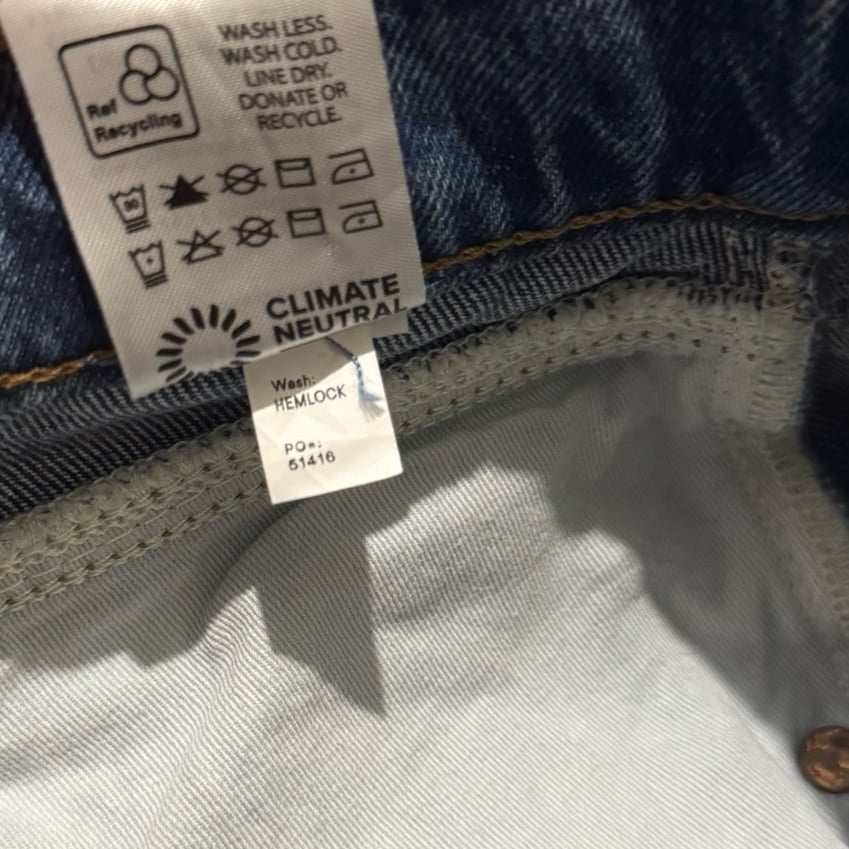 Ref
Recycling
WASH LESS.
WASH COLD.
LINE DRY.
DONATE OR
RECYCLE.
30
CLIMATE
NEUTRAL
Wash:
HEMLOCK
PO#:
51416